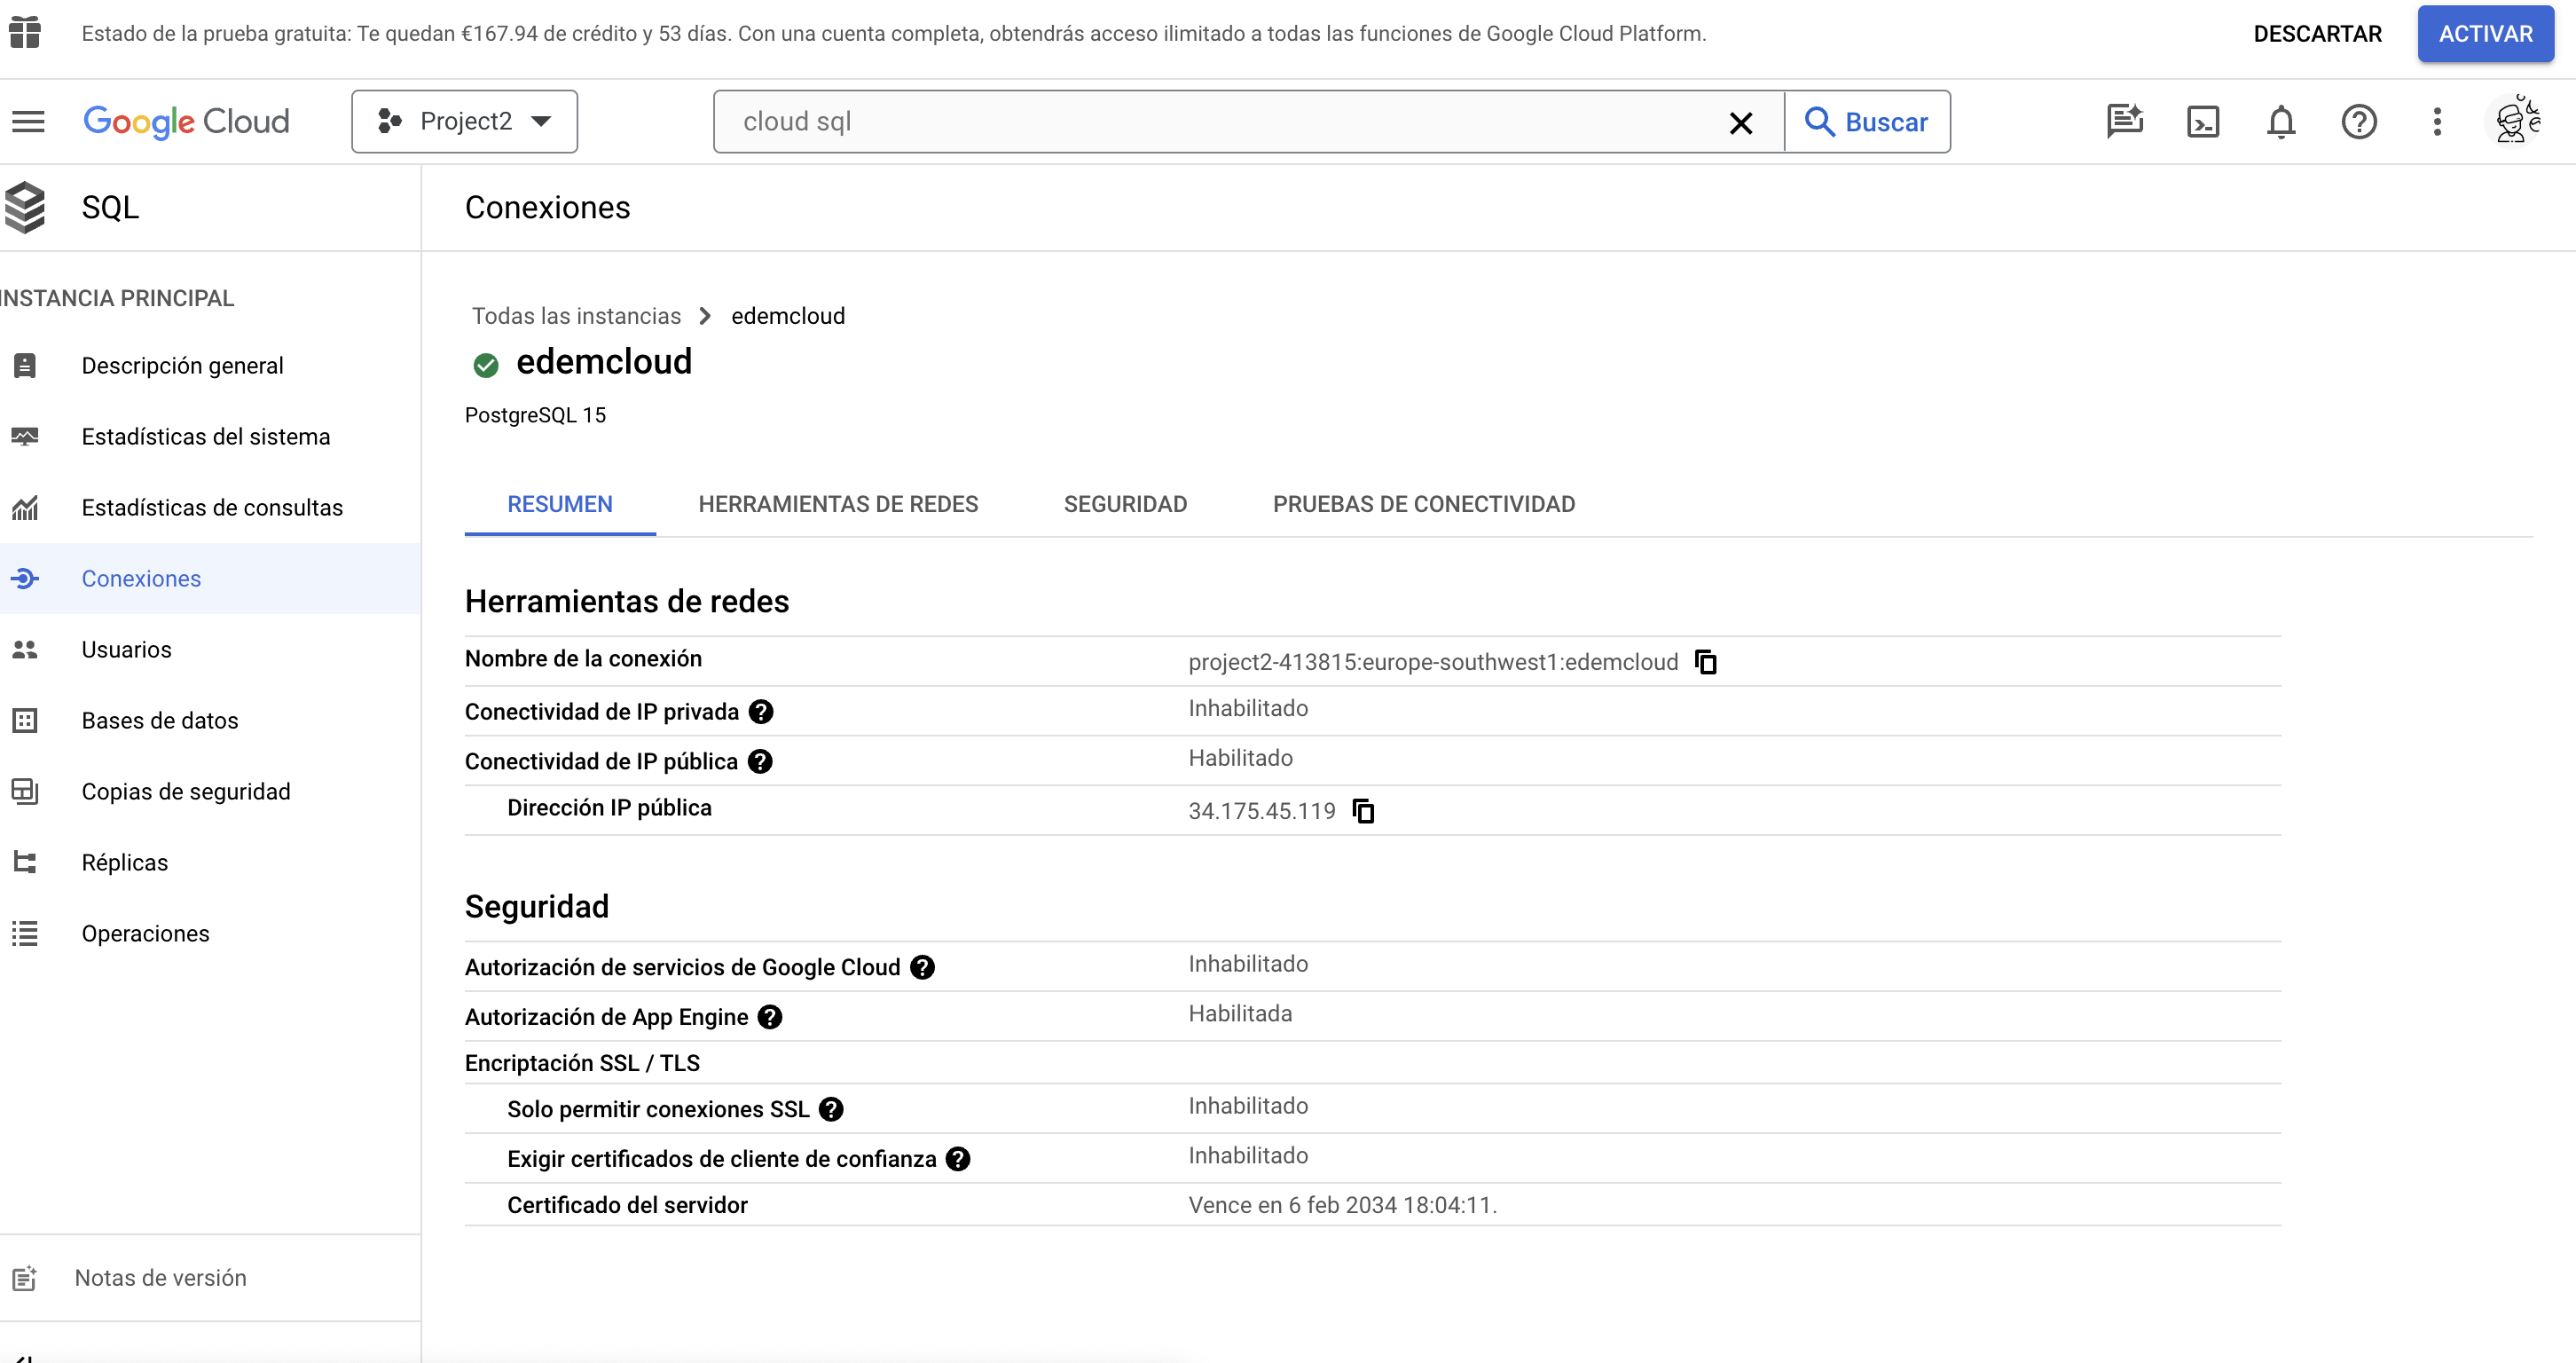 Estado de la prueba gratuita: Te quedan €167.94 de crédito y 53 días. Con una cuenta completa, obtendrás acceso ilimitado a todas las funciones de Google Cloud Platform.
DESCARTAR
ACTIVAR
Google Cloud
Project2
cloud sql
Buscar
SQL
Conexiones
INSTANCIA PRINCIPAL
Descripción general
Estadísticas del sistema
Estadísticas de consultas
Conexiones
Usuarios
Bases de datos
Copias de seguridad
Réplicas
Operaciones
Notas de versión
Todas las instancias > edemcloud
edemcloud
PostgreSQL 15
RESUMEN
HERRAMIENTAS DE REDES
SEGURIDAD
PRUEBAS DE CONECTIVIDAD
Herramientas de redes
Nombre de la conexión project2-413815:europe-southwest1:edemcloud
Conectividad de IP privada Inhabilitado
Conectividad de IP pública Habilitado
Dirección IP pública 34.175.45.119
Seguridad
Autorización de servicios de Google Cloud Inhabilitado
Autorización de App Engine Habilitada
Encriptación SSL / TLS
Solo permitir conexiones SSL Inhabilitado
Exigir certificados de cliente de confianza Inhabilitado
Certificado del servidor Vence en 6 feb 2034 18:04:11.